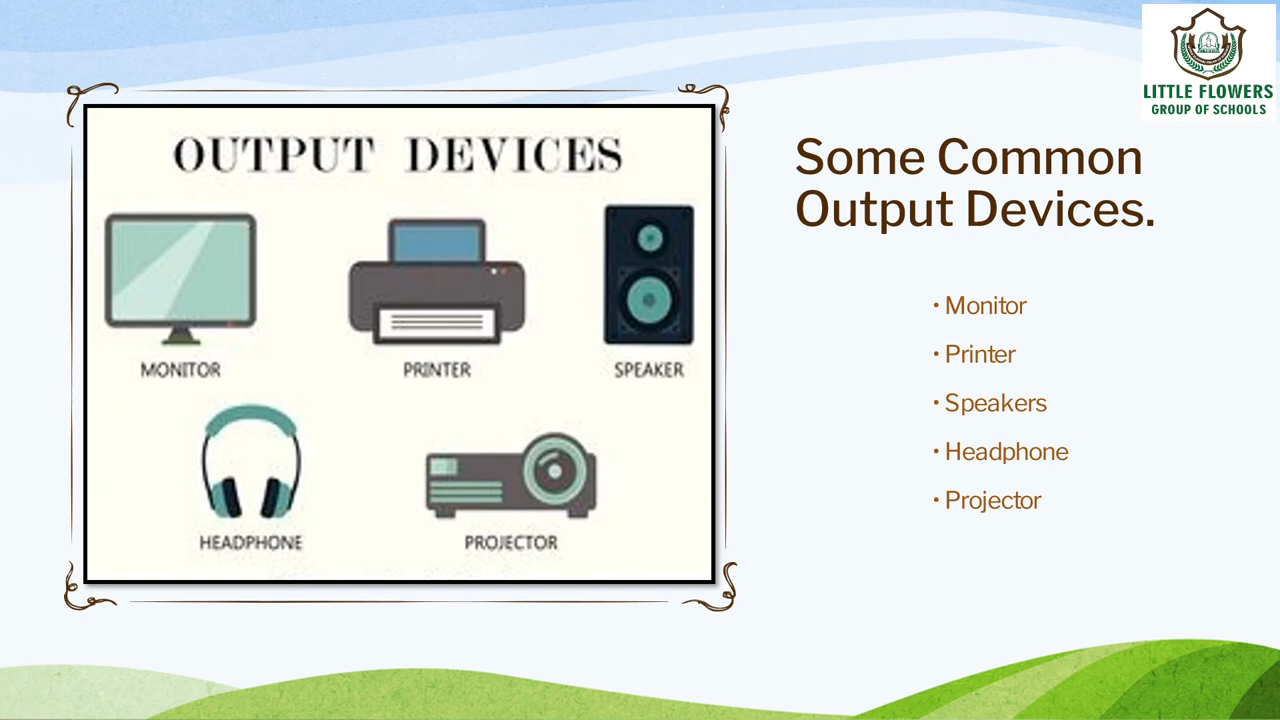 LITTLE FLOWERS
GROUP OF SCHOOLS
OUTPUT DEVICES
MONITOR
PRINTER
SPEAKER
HEADPHONE
PROJECTOR
Some Common
Output Devices.
• Monitor
• Printer
• Speakers
• Headphone
• Projector